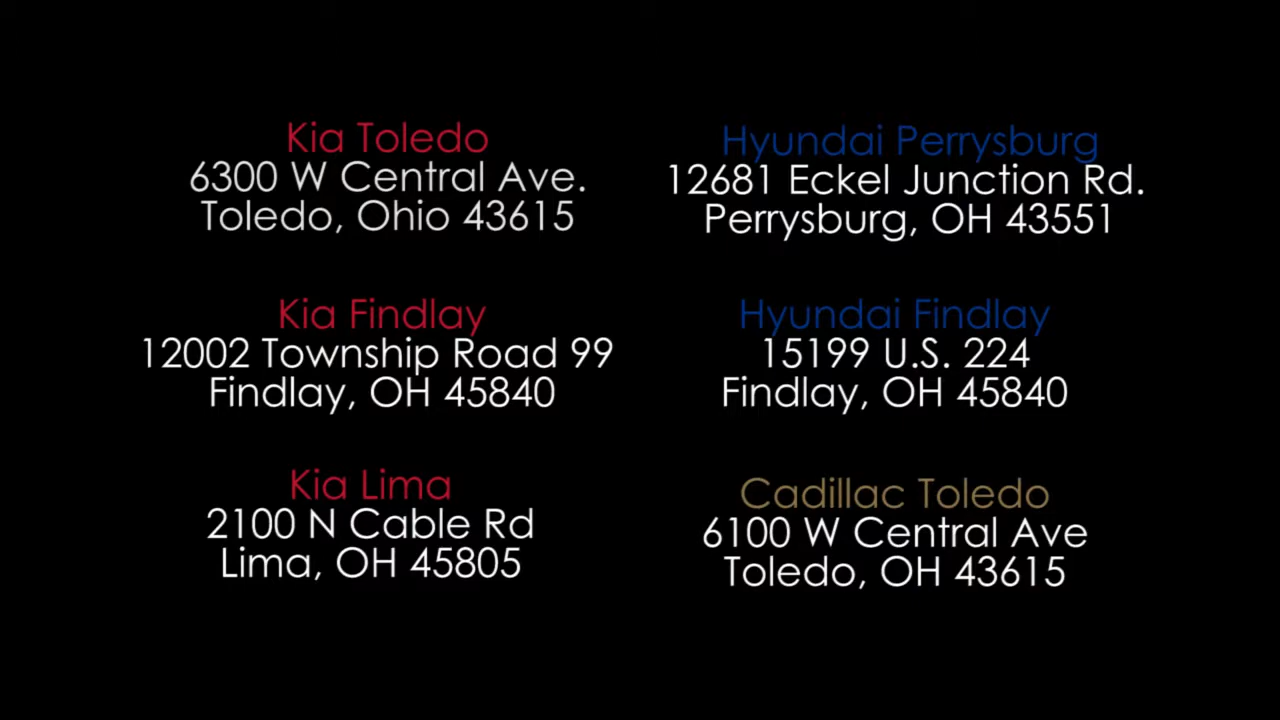 Kia Toledo
6300 W Central Ave.
Toledo, Ohio 43615
Kia Findlay
12002 Township Road 99
Findlay, OH 45840
Kia Lima
2100 N Cable Rd
Lima, OH 45805
Hyundai Perrysburg
12681 Eckel Junction Rd.
Perrysburg, OH 43551
Hyundai Findlay
15199 U.S. 224
Findlay, OH 45840
Cadillac Toledo
6100 W Central Ave
Toledo, OH 43615